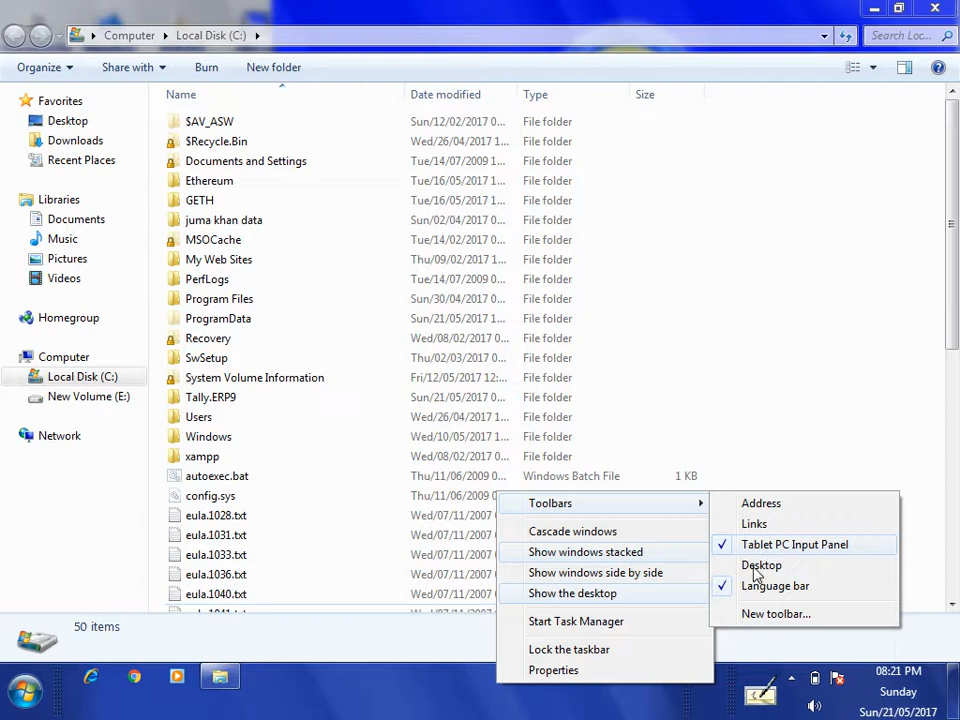 Computer Local Disk (C:) Search Loc...
Organize Share with Burn New folder
Name Date modified Type Size
Favorites
Desktop
Downloads
Recent Places
Libraries
Documents
Music
Pictures
Videos
Homegroup
Computer
Local Disk (C:)
New Volume (E:)
Network
$AV_ASW Sun/12/02/2017 0... File folder
$Recycle.Bin Wed/26/04/2017 1... File folder
Documents and Settings Tue/14/07/2009 1... File folder
Ethereum Tue/16/05/2017 1... File folder
GETH Tue/16/05/2017 1... File folder
juma khan data Sun/02/04/2017 0... File folder
MSOCache Tue/14/02/2017 0... File folder
My Web Sites Thu/09/02/2017 0... File folder
PerfLogs Tue/14/07/2009 0... File folder
Program Files Sun/30/04/2017 0... File folder
ProgramData Sun/21/05/2017 0... File folder
Recovery Wed/08/02/2017 0... File folder
SwSetup Thu/02/03/2017 0... File folder
System Volume Information Fri/12/05/2017 12:... File folder
Tally.ERP9 Sun/21/05/2017 0... File folder
Users Wed/26/04/2017 1... File folder
Windows Wed/10/05/2017 1... File folder
xampp Wed/08/02/2017 0... File folder
autoexec.bat Thu/11/06/2009 0... Windows Batch File 1 KB
config.sys Thu/11/06/2009 0...
eula.1028.txt Wed/07/11/2007 0...
eula.1031.txt Wed/07/11/2007 0...
eula.1033.txt Wed/07/11/2007 0...
eula.1036.txt Wed/07/11/2007 0...
eula.1040.txt Wed/07/11/2007 0...
eula.1041.txt
Toolbars
Cascade windows
Show windows stacked
Show windows side by side
Show the desktop
Start Task Manager
Lock the taskbar
Properties
Address
Links
Tablet PC Input Panel
Desktop
Language bar
New toolbar...
50 items
08:21 PM
Sunday
Sun/21/05/2017